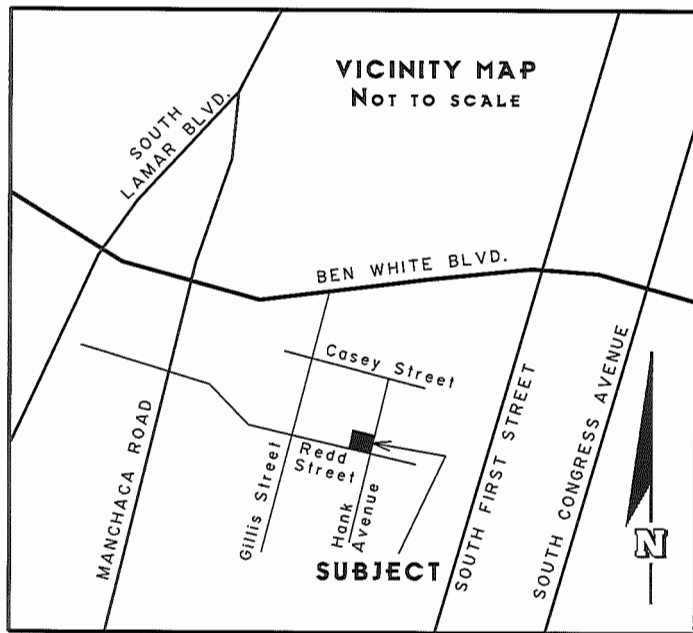 VICINITY MAP
NOT TO SCALE
SOUTH
LAMAR BLVD.
BEN WHITE BLVD.
Casey Street
MANCHACA ROAD
Gillis Street
Redd
Street
Hank
Avenue
SOUTH FIRST STREET
SOUTH CONGRESS AVENUE
SUBJECT
N